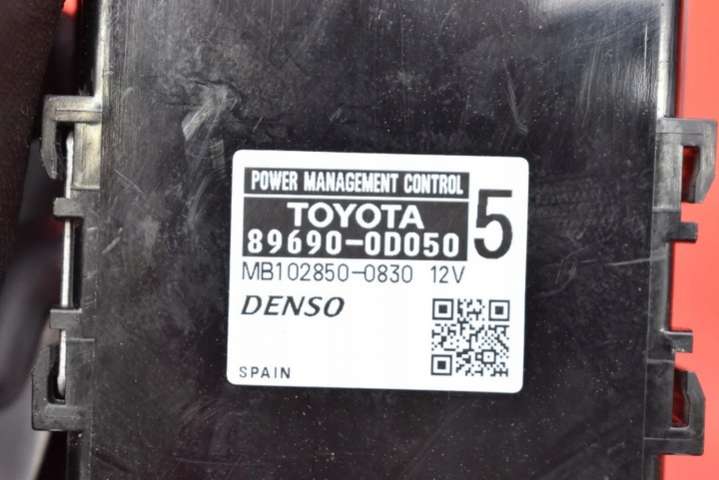 POWER MANAGEMENT CONTROL
TOYOTA
89690-0D050
5
MB102850-0830 12V
DENSO
SPAIN